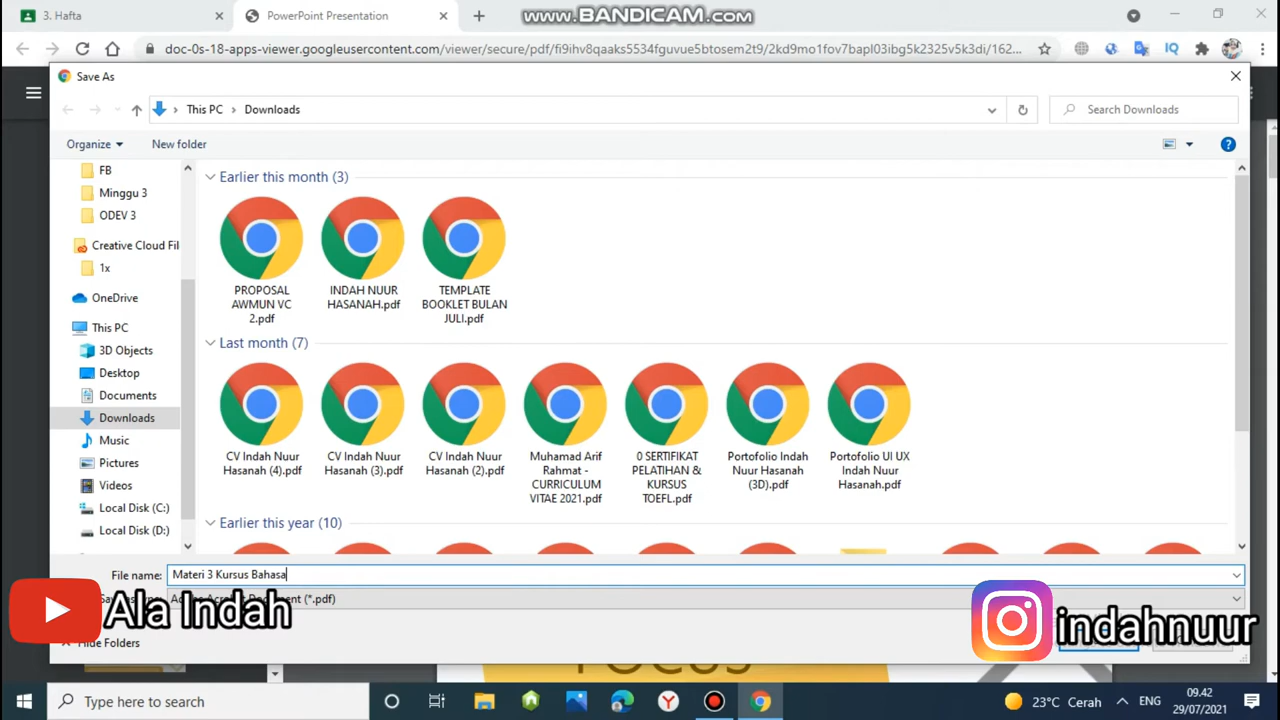 3. Hafta
PowerPoint Presentation
www.BANDICAM.com
doc-0s-18-apps-viewer.googleusercontent.com/viewer/secure/pdf/fi9ihv8qaaks5534fguvue5btosem2t9/2kd9mo1fov7bapl03ibg5k2325v5k3di/162...
IQ
Save As
This PC
Downloads
Search Downloads
Organize
New folder
FB
Minggu 3
ODEV 3
Creative Cloud Fil
1x
OneDrive
This PC
3D Objects
Desktop
Documents
Downloads
Music
Pictures
Videos
Local Disk (C:)
Local Disk (D:)
Earlier this month (3)
PROPOSAL
AWMUN VC
2.pdf
INDAH NUUR
HASANAH.pdf
TEMPLATE
BOOKLET BULAN
JULI.pdf
Last month (7)
CV Indah Nuur
Hasanah (4).pdf
CV Indah Nuur
Hasanah (3).pdf
CV Indah Nuur
Hasanah (2).pdf
Muhamad Arif
Rahmat -
CURRICULUM
VITAE 2021.pdf
0 SERTIFIKAT
PELATIHAN &
KURSUS
TOEFL.pdf
Portofolio Indah
Nuur Hasanah
(3D).pdf
Portofolio UI UX
Indah Nuur
Hasanah.pdf
Earlier this year (10)
File name:
Materi 3 Kursus Bahasa
(*.pdf)
Ala Indah
indahnuur
Hide Folders
FOCUS
Type here to search
23°C Cerah
ENG
09.42
29/07/2021